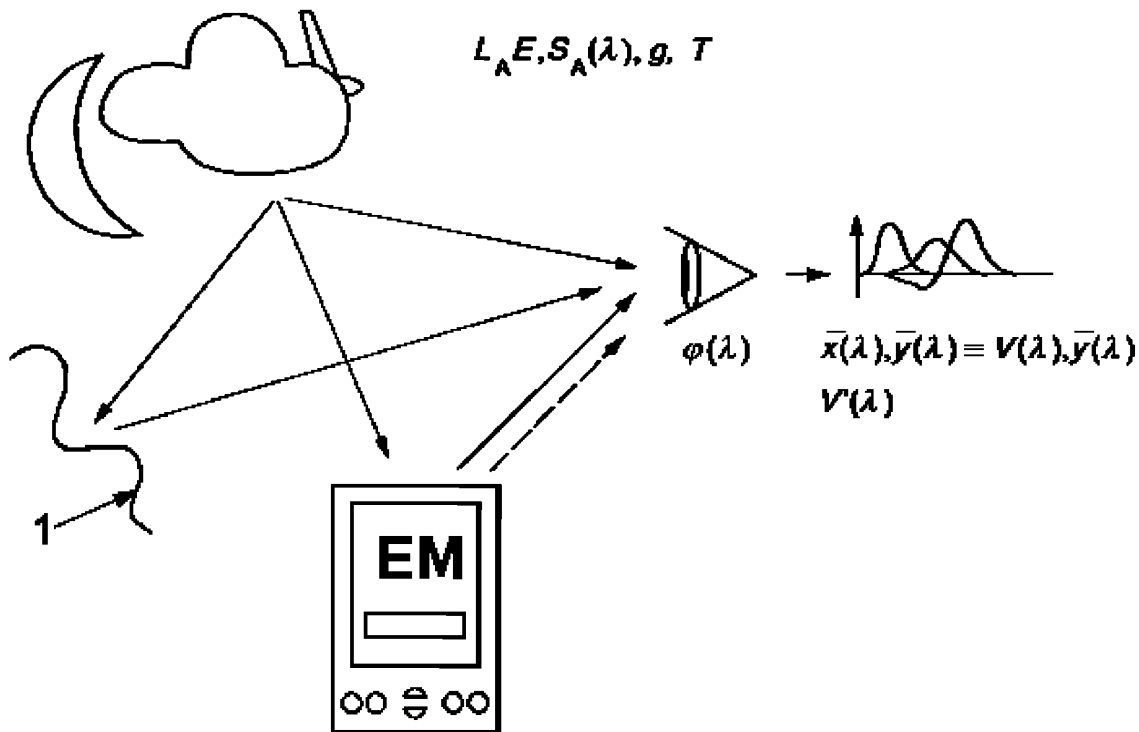 L_A E, S_A(λ), g, T
φ(λ)
x̄(λ), ȳ(λ) ≡ V(λ), ȳ(λ)
V'(λ)
1
EM